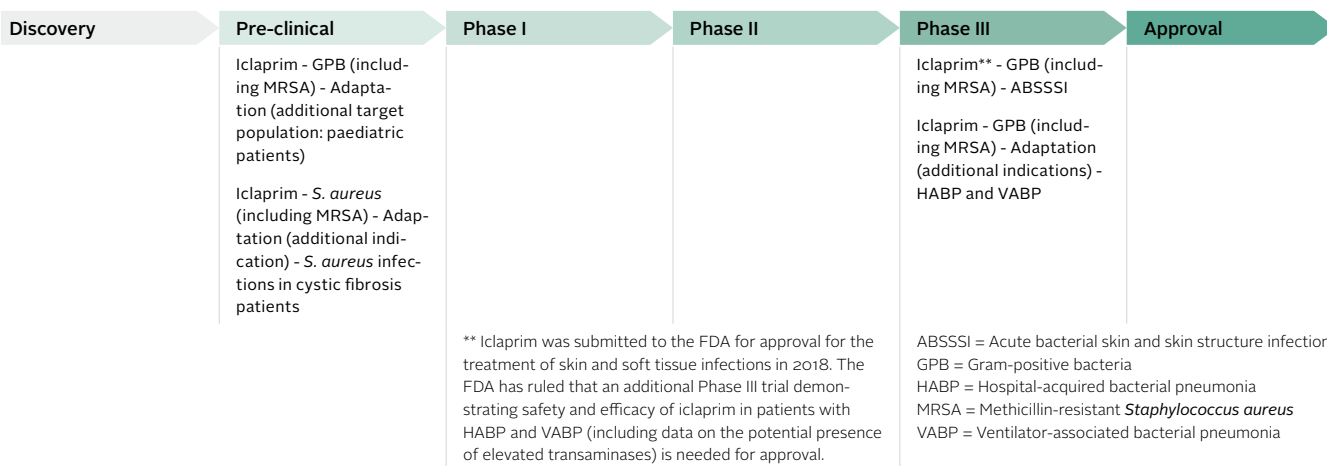 Discovery
Pre-clinical
Phase I
Phase II
Phase III
Approval
Iclaprim - GPB (includ-
ing MRSA) - Adapta-
tion (additional target
population: paediatric
patients)
Iclaprim - S. aureus
(including MRSA) - Adap-
tation (additional indi-
cation) - S. aureus infec-
tions in cystic fibrosis
patients
Iclaprim** - GPB (includ-
ing MRSA) - ABSSSI
Iclaprim - GPB (includ-
ing MRSA) - Adaptation
(additional indications) -
HABP and VABP
** Iclaprim was submitted to the FDA for approval for the
treatment of skin and soft tissue infections in 2018. The
FDA has ruled that an additional Phase III trial demon-
strating safety and efficacy of iclaprim in patients with
HABP and VABP (including data on the potential presence
of elevated transaminases) is needed for approval.
ABSSSI = Acute bacterial skin and skin structure infection
GPB = Gram-positive bacteria
HABP = Hospital-acquired bacterial pneumonia
MRSA = Methicillin-resistant Staphylococcus aureus
VABP = Ventilator-associated bacterial pneumonia